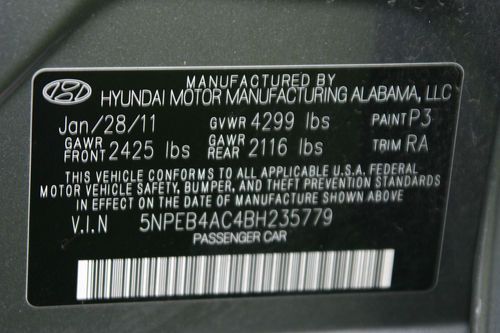 MANUFACTURED BY
HYUNDAI MOTOR MANUFACTURING ALABAMA, LLC
Jan/28/11 GVWR 4299 lbs PAINT P3
GAWR FRONT 2425 lbs GAWR REAR 2116 lbs TRIM RA
THIS VEHICLE CONFORMS TO ALL APPLICABLE U.S.A. FEDERAL
MOTOR VEHICLE SAFETY, BUMPER, AND THEFT PREVENTION STANDARDS
IN EFFECT ON THE DATE OF MANUFACTURE SHOWN ABOVE.
V.I.N 5NPEB4AC4BH235779
PASSENGER CAR